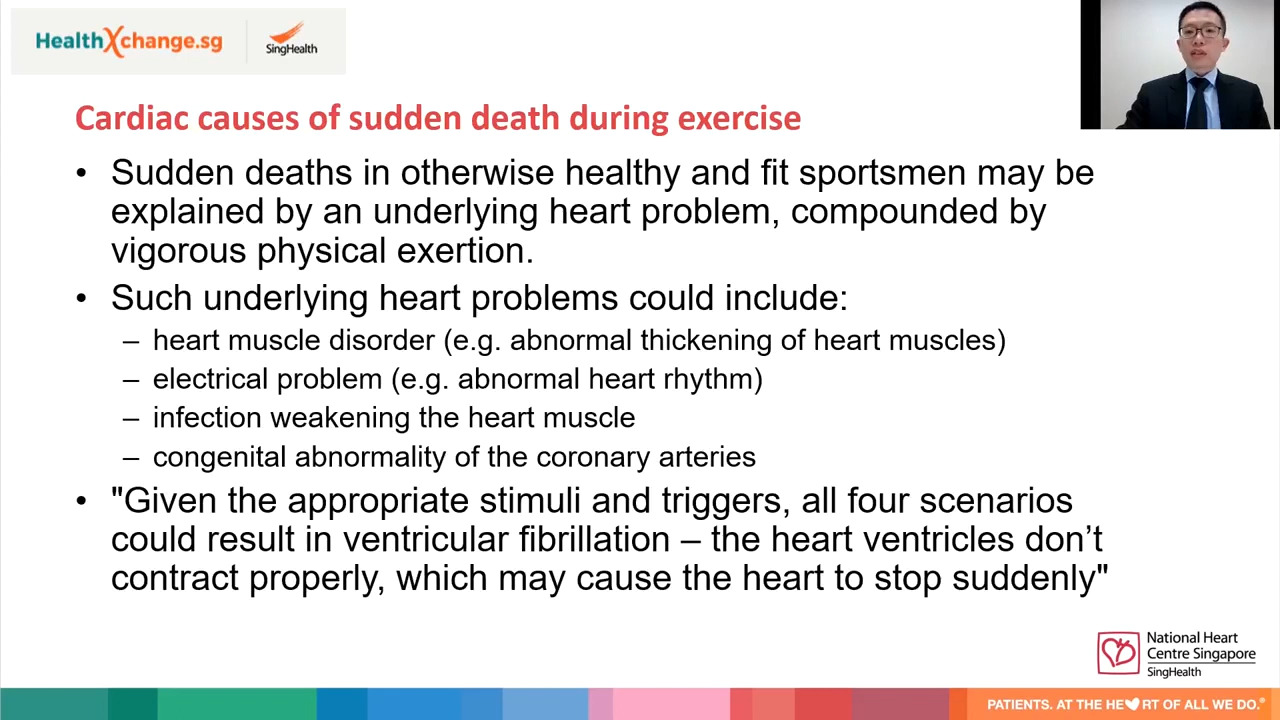 HealthXchange.sg
SingHealth
Cardiac causes of sudden death during exercise
• Sudden deaths in otherwise healthy and fit sportsmen may be
explained by an underlying heart problem, compounded by
vigorous physical exertion.
• Such underlying heart problems could include:
– heart muscle disorder (e.g. abnormal thickening of heart muscles)
– electrical problem (e.g. abnormal heart rhythm)
– infection weakening the heart muscle
– congenital abnormality of the coronary arteries
• "Given the appropriate stimuli and triggers, all four scenarios
could result in ventricular fibrillation – the heart ventricles don’t
contract properly, which may cause the heart to stop suddenly"
National Heart
Centre Singapore
SingHealth
PATIENTS. AT THE HE♥RT OF ALL WE DO.®